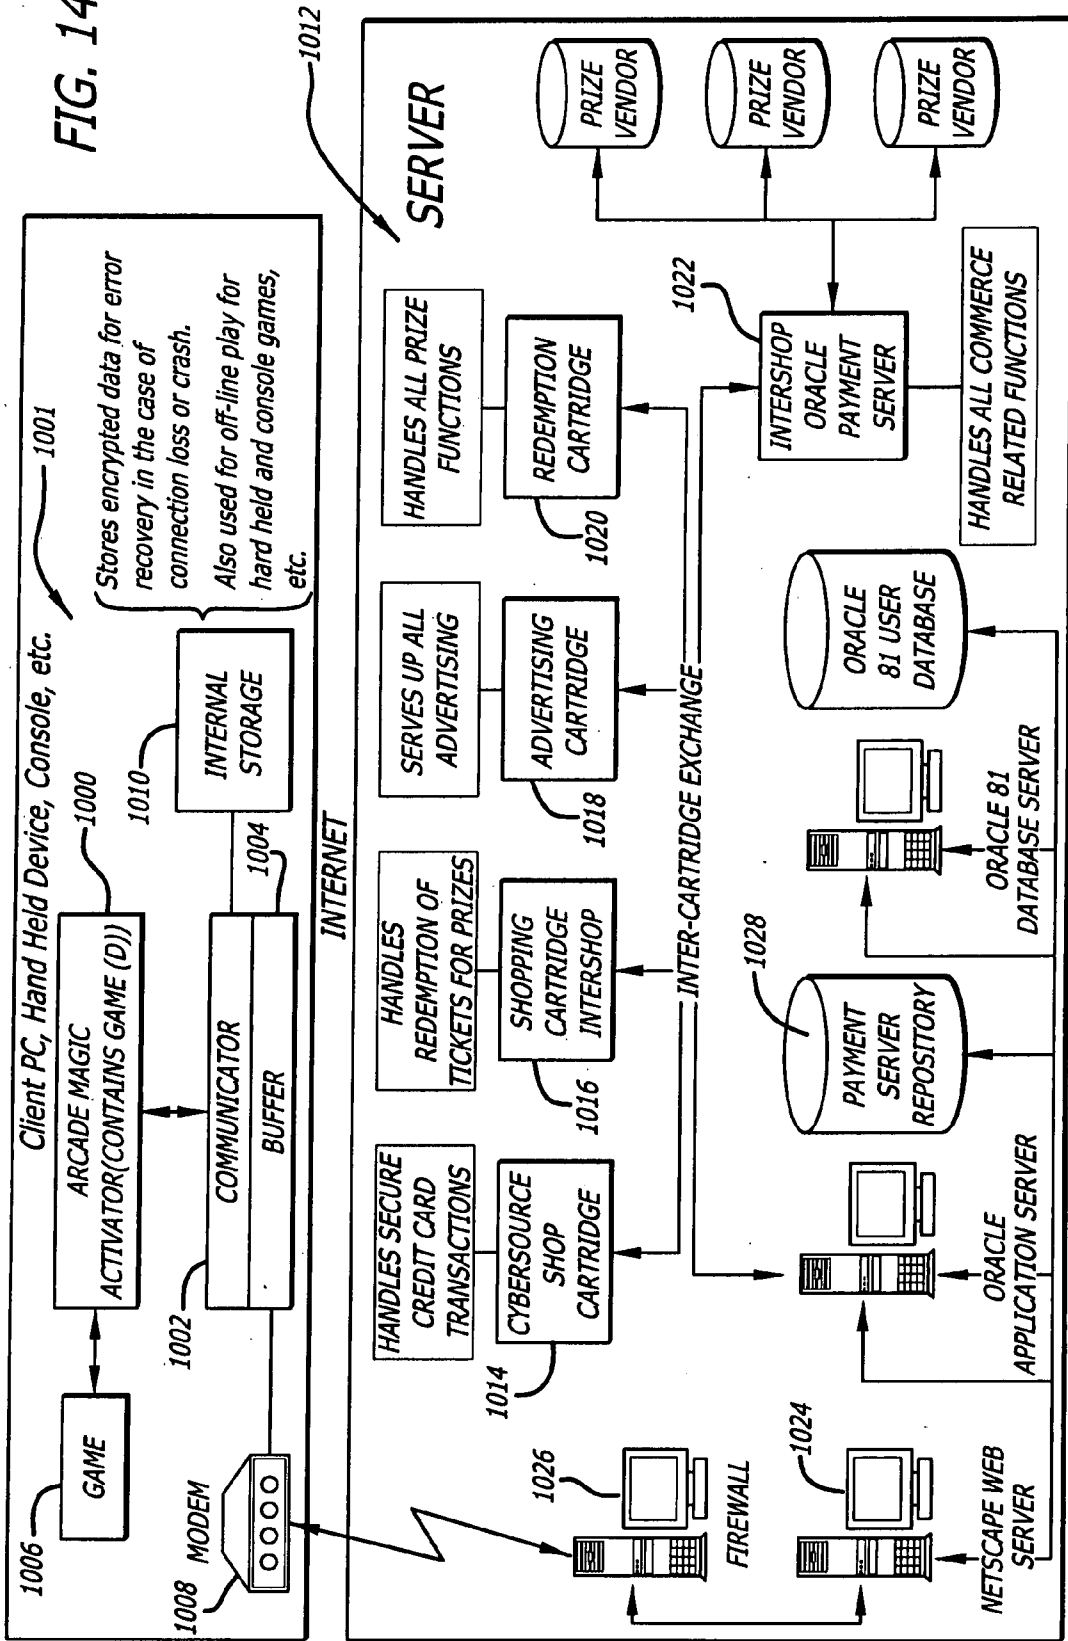 FIG. 14
Client PC, Hand Held Device, Console, etc.
1001
1006
GAME
ARCADE MAGIC
ACTIVATOR(CONTAINS GAME (D))
1000
1010
INTERNAL
STORAGE
Stores encrypted data for error
recovery in the case of
connection loss or crash.
Also used for off-line play for
hard held and console games,
etc.
1008
MODEM
1002
COMMUNICATOR
BUFFER
1004
INTERNET
1012
SERVER
HANDLES SECURE
CREDIT CARD
TRANSACTIONS
HANDLES
REDEMPTION OF
TICKETS FOR PRIZES
SERVES UP ALL
ADVERTISING
HANDLES ALL PRIZE
FUNCTIONS
CYBERSOURCE
SHOP
CARTRIDGE
1014
SHOPPING
CARTRIDGE
INTERSHOP
1016
ADVERTISING
CARTRIDGE
1018
REDEMPTION
CARTRIDGE
1020
INTER-CARTRIDGE EXCHANGE
PRIZE
VENDOR
PRIZE
VENDOR
PRIZE
VENDOR
1022
INTERSHOP
ORACLE
PAYMENT
SERVER
HANDLES ALL COMMERCE
RELATED FUNCTIONS
1026
FIREWALL
1024
NETSCAPE WEB
SERVER
ORACLE
APPLICATION SERVER
1028
PAYMENT
SERVER
REPOSITORY
ORACLE 81
DATABASE SERVER
ORACLE
81 USER
DATABASE